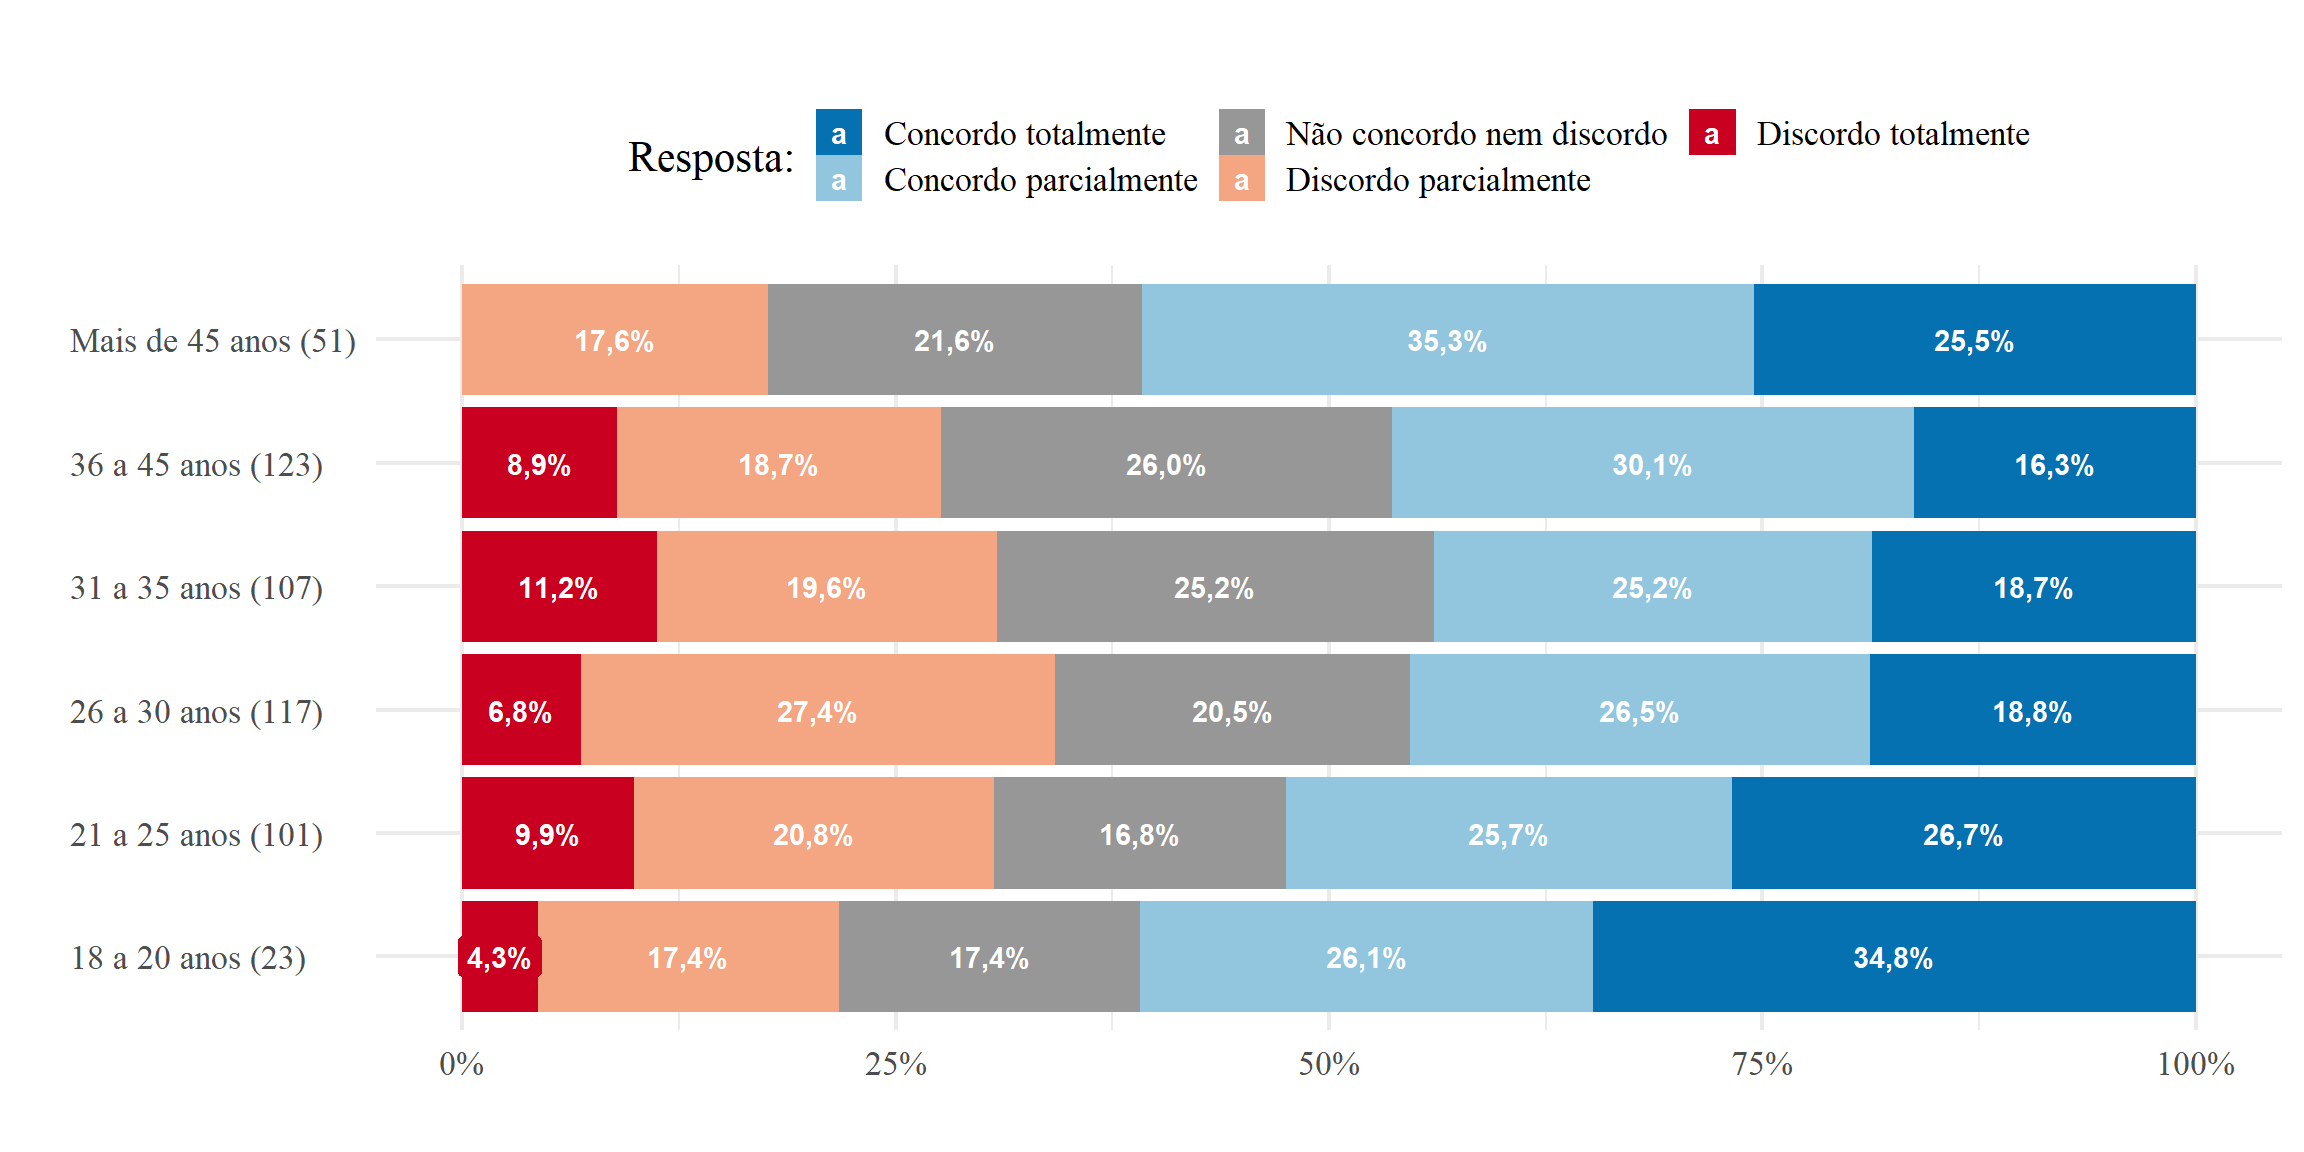 Resposta:
a Concordo totalmente
a Não concordo nem discordo
a Discordo totalmente
a Concordo parcialmente
a Discordo parcialmente
Mais de 45 anos (51) 17,6% 21,6% 35,3% 25,5%
36 a 45 anos (123) 8,9% 18,7% 26,0% 30,1% 16,3%
31 a 35 anos (107) 11,2% 19,6% 25,2% 25,2% 18,7%
26 a 30 anos (117) 6,8% 27,4% 20,5% 26,5% 18,8%
21 a 25 anos (101) 9,9% 20,8% 16,8% 25,7% 26,7%
18 a 20 anos (23) 4,3% 17,4% 17,4% 26,1% 34,8%
0% 25% 50% 75% 100%